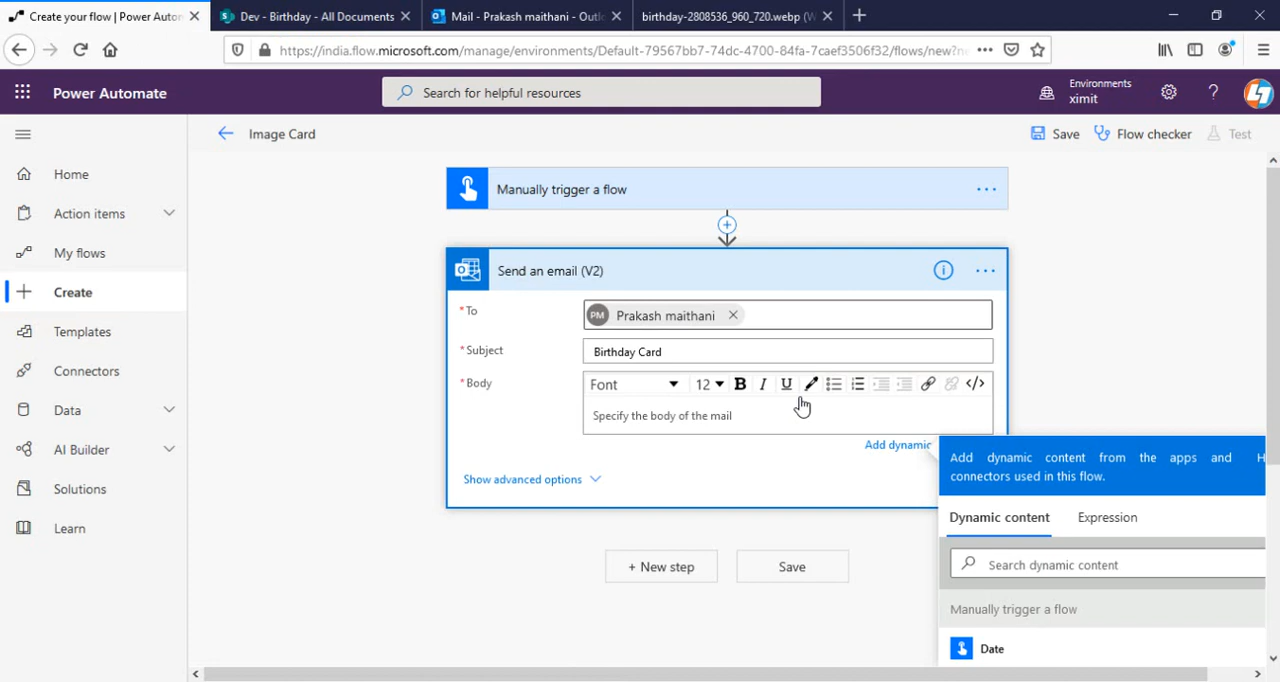 Create your flow | Power Autom
Dev - Birthday - All Documents
Mail - Prakash maithani - Outlo
birthday-2808536_960_720.webp (W
https://india.flow.microsoft.com/manage/environments/Default-79567bb7-74dc-4700-84fa-7caef3506f32/flows/new?n
Power Automate
Search for helpful resources
Environments
ximit
Image Card
Save
Flow checker
Test
Home
Action items
My flows
Create
Templates
Connectors
Data
AI Builder
Solutions
Learn
Manually trigger a flow
Send an email (V2)
* To
PM Prakash maithani
* Subject
Birthday Card
* Body
Font 12 B I U </>
Specify the body of the mail
Add dynamic
Show advanced options
+ New step
Save
Add dynamic content from the apps and H
connectors used in this flow.
Dynamic content
Expression
Search dynamic content
Manually trigger a flow
Date